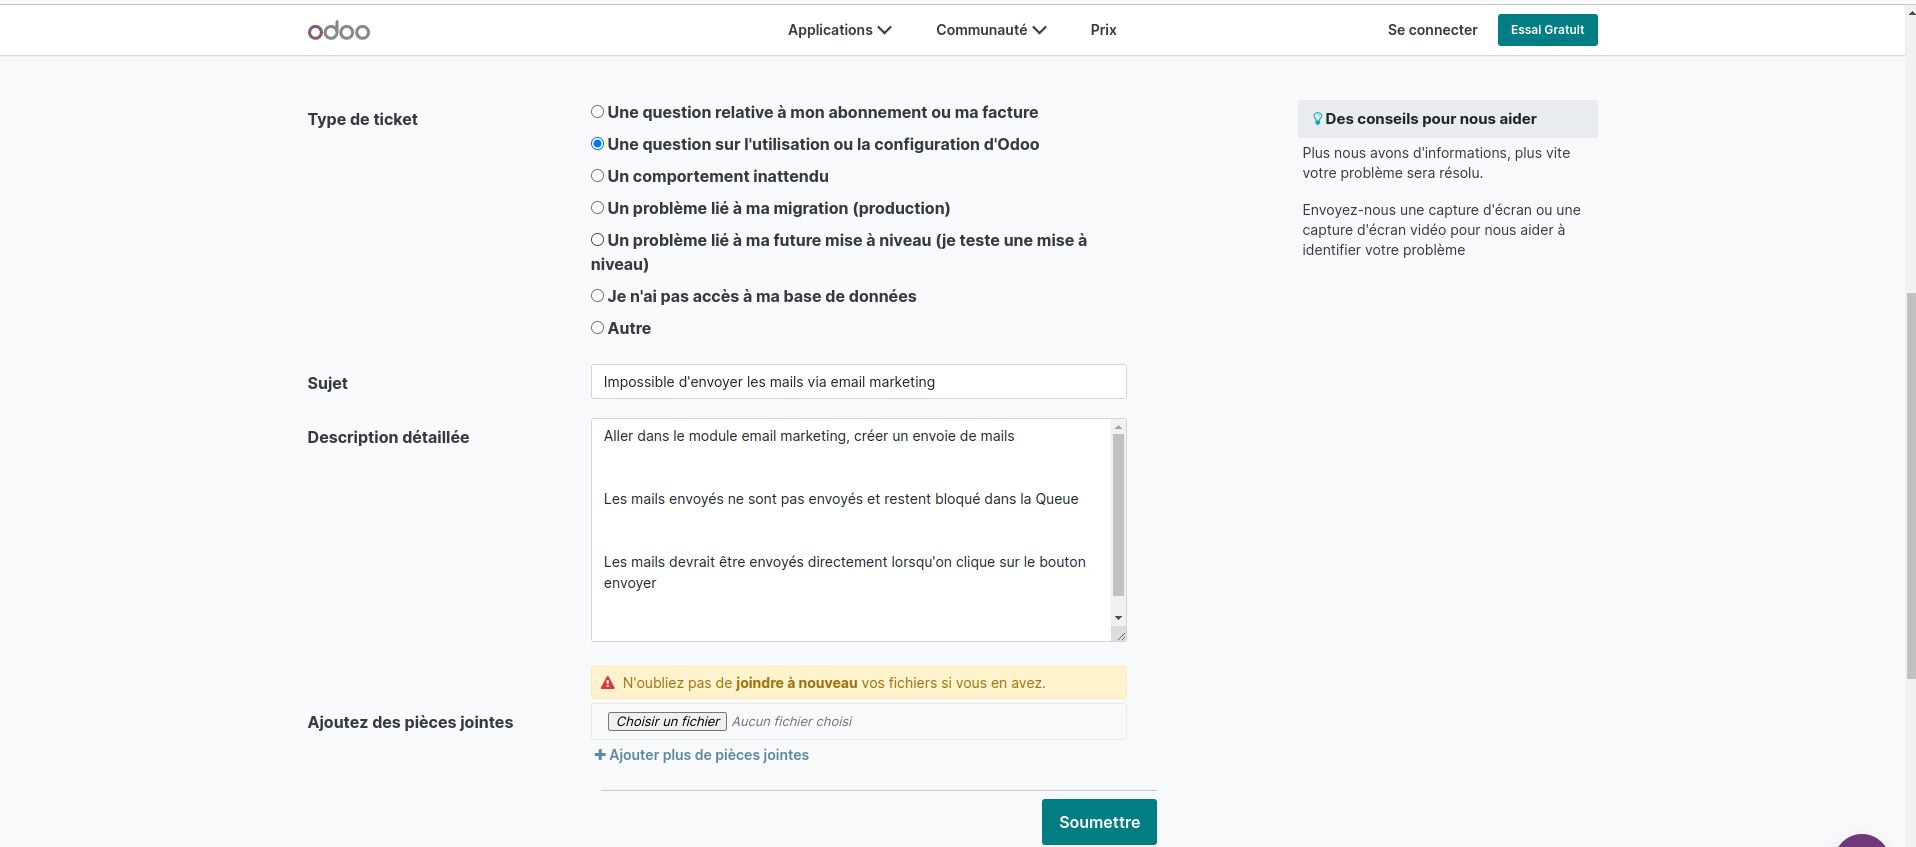 odoo
Applications
Communauté
Prix
Se connecter
Essai Gratuit
Type de ticket
Une question relative à mon abonnement ou ma facture
Une question sur l'utilisation ou la configuration d'Odoo
Un comportement inattendu
Un problème lié à ma migration (production)
Un problème lié à ma future mise à niveau (je teste une mise à
niveau)
Je n'ai pas accès à ma base de données
Autre
Des conseils pour nous aider
Plus nous avons d'informations, plus vite
votre problème sera résolu.
Envoyez-nous une capture d'écran ou une
capture d'écran vidéo pour nous aider à
identifier votre problème
Sujet
Impossible d'envoyer les mails via email marketing
Description détaillée
Aller dans le module email marketing, créer un envoie de mails
Les mails envoyés ne sont pas envoyés et restent bloqué dans la Queue
Les mails devrait être envoyés directement lorsqu'on clique sur le bouton
envoyer
N'oubliez pas de joindre à nouveau vos fichiers si vous en avez.
Ajoutez des pièces jointes
Choisir un fichier Aucun fichier choisi
Ajouter plus de pièces jointes
Soumettre